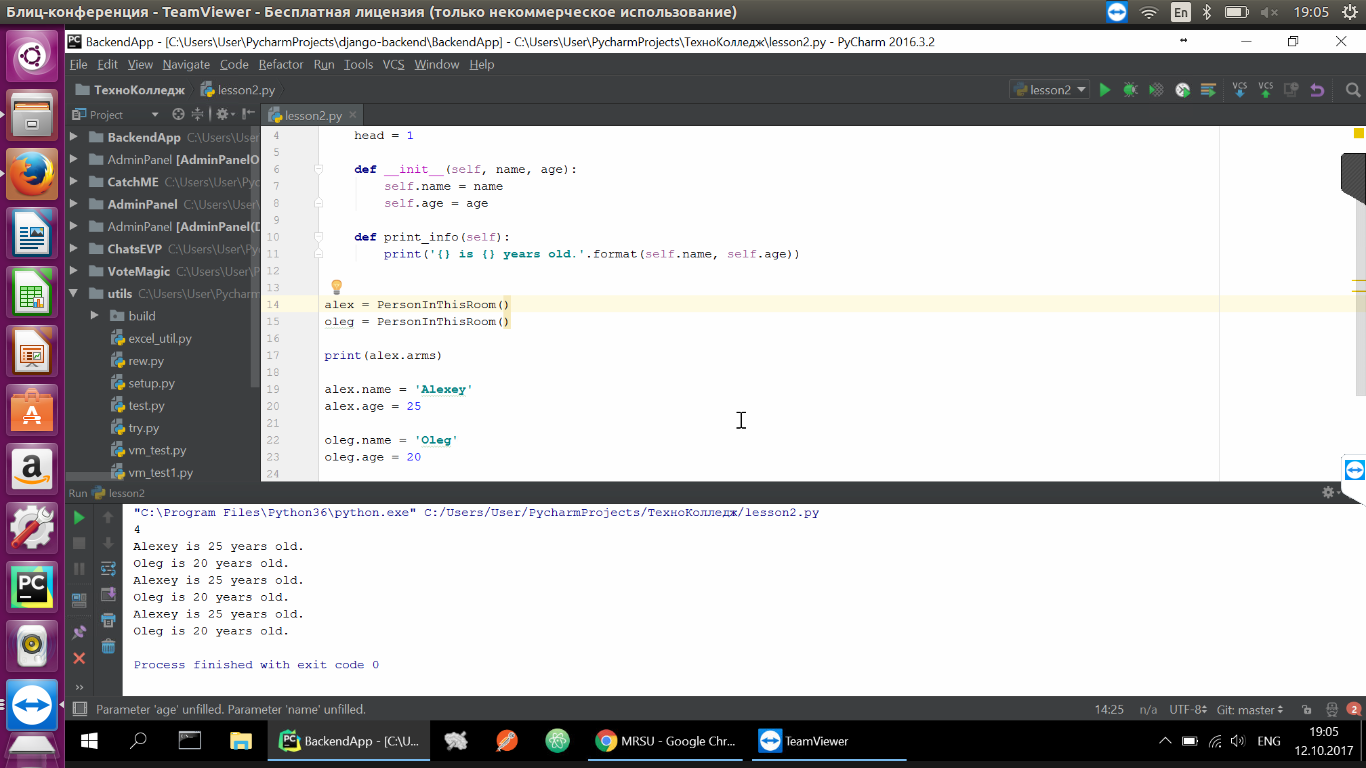 Блиц-конференция - TeamViewer - Бесплатная лицензия (только некоммерческое использование)
En
19:05
BackendApp - [C:\Users\User\PycharmProjects\django-backend\BackendApp] - C:\Users\User\PycharmProjects\ТехноКолледж\lesson2.py - PyCharm 2016.3.2
File Edit View Navigate Code Refactor Run Tools VCS Window Help
ТехноКолледж lesson2.py
lesson2
VCS VCS
Project
lesson2.py
BackendApp C:\Users\User
AdminPanel [AdminPanelO
CatchME C:\Users\User\Pyc
AdminPanel C:\Users\User
AdminPanel [AdminPanel(D
ChatsEVP C:\Users\User\Py
VoteMagic C:\Users\User\P
utils C:\Users\User\Pycharm
build
excel_util.py
rew.py
setup.py
test.py
try.py
vm_test.py
vm_test1.py
4 head = 1
5
6 def __init__(self, name, age):
7 self.name = name
8 self.age = age
9
10 def print_info(self):
11 print('{} is {} years old.'.format(self.name, self.age))
12
13
14 alex = PersonInThisRoom()
15 oleg = PersonInThisRoom()
16
17 print(alex.arms)
18
19 alex.name = 'Alexey'
20 alex.age = 25
21
22 oleg.name = 'Oleg'
23 oleg.age = 20
24
Run lesson2
"C:\Program Files\Python36\python.exe" C:/Users/User/PycharmProjects/ТехноКолледж/lesson2.py
4
Alexey is 25 years old.
Oleg is 20 years old.
Alexey is 25 years old.
Oleg is 20 years old.
Alexey is 25 years old.
Oleg is 20 years old.
Process finished with exit code 0
Parameter 'age' unfilled. Parameter 'name' unfilled.
14:25 n/a UTF-8 Git: master 2
BackendApp - [C:\U...
MRSU - Google Chr...
TeamViewer
ENG
19:05
12.10.2017
PC
a